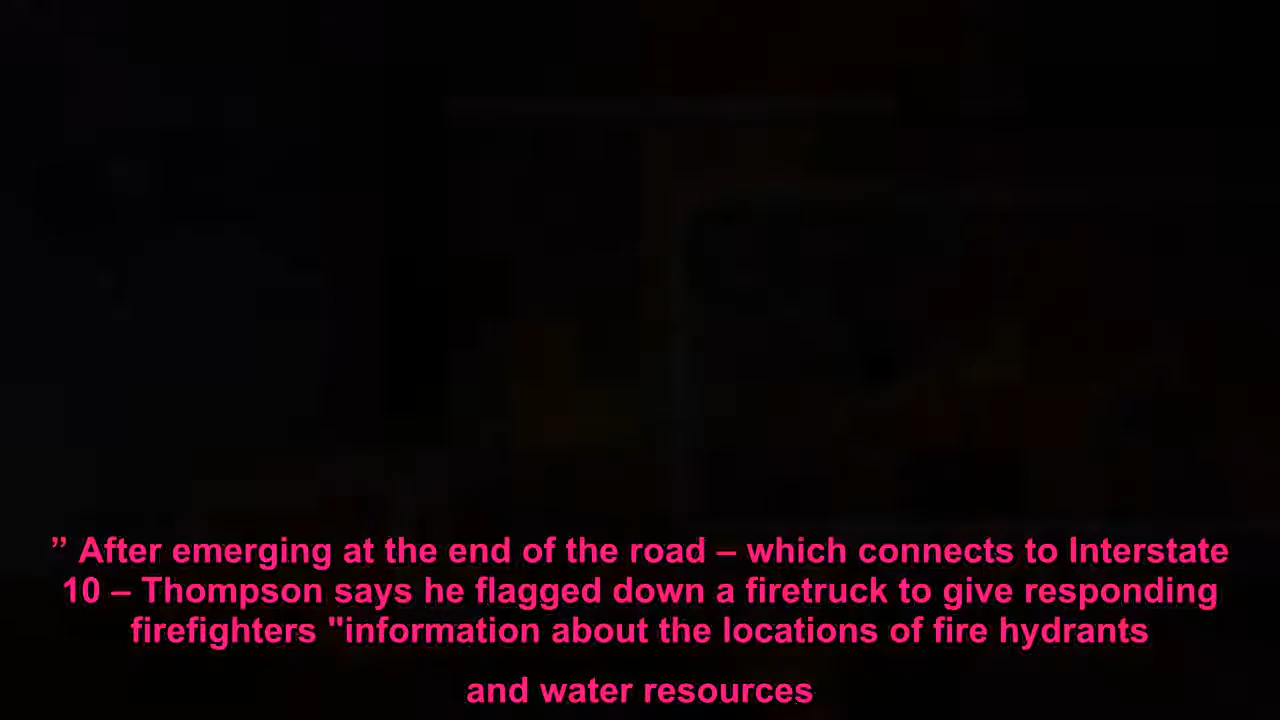 ” After emerging at the end of the road – which connects to Interstate
10 – Thompson says he flagged down a firetruck to give responding
firefighters "information about the locations of fire hydrants
and water resources